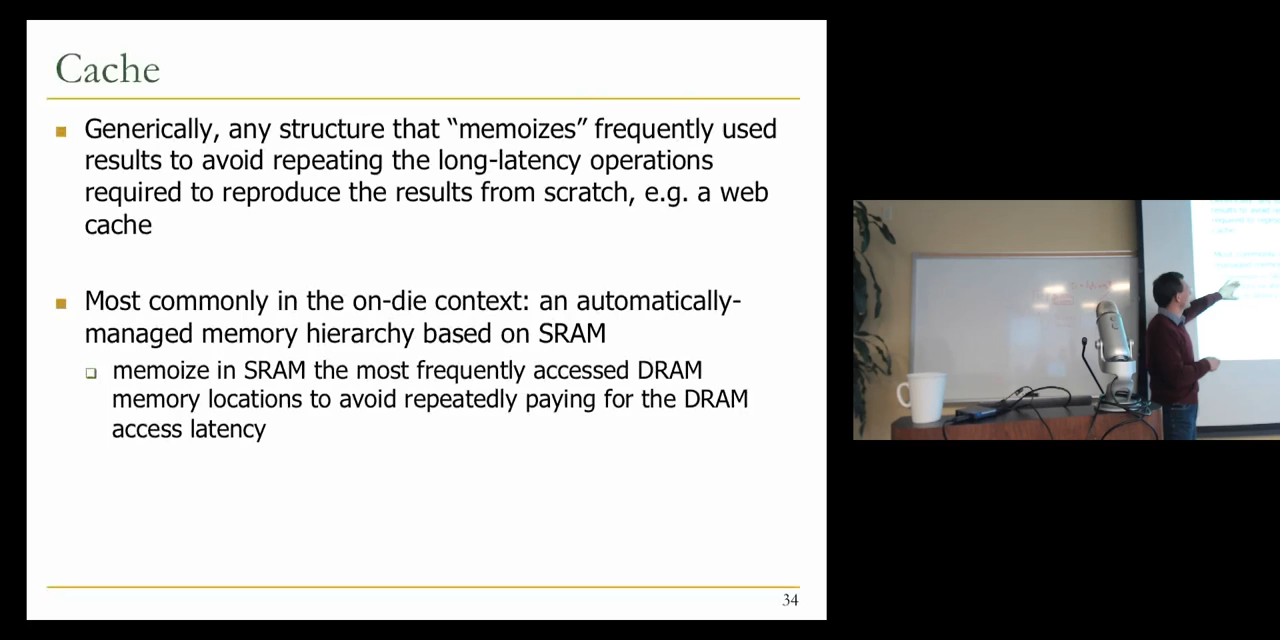 Cache
Generically, any structure that “memoizes” frequently used
results to avoid repeating the long-latency operations
required to reproduce the results from scratch, e.g. a web
cache
Most commonly in the on-die context: an automatically-
managed memory hierarchy based on SRAM
memoize in SRAM the most frequently accessed DRAM
memory locations to avoid repeatedly paying for the DRAM
access latency
34